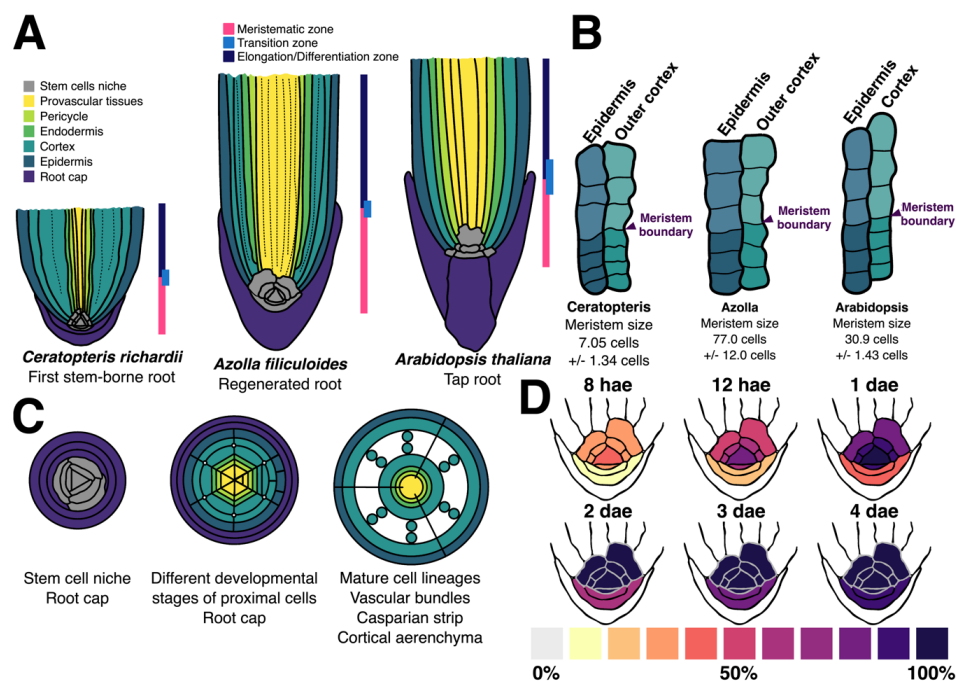 A
Meristematic zone
Transition zone
Elongation/Differentiation zone
Stem cells niche
Provascular tissues
Pericycle
Endodermis
Cortex
Epidermis
Root cap
Ceratopteris richardii
First stem-borne root
Azolla filiculoides
Regenerated root
Arabidopsis thaliana
Tap root
B
Epidermis
Outer cortex
Meristem
boundary
Ceratopteris
Meristem size
7.05 cells
+/- 1.34 cells
Epidermis
Outer cortex
Meristem
boundary
Azolla
Meristem size
77.0 cells
+/- 12.0 cells
Epidermis
Cortex
Meristem
boundary
Arabidopsis
Meristem size
30.9 cells
+/- 1.43 cells
C
Stem cell niche
Root cap
Different developmental
stages of proximal cells
Root cap
Mature cell lineages
Vascular bundles
Casparian strip
Cortical aerenchyma
D
8 hae
12 hae
1 dae
2 dae
3 dae
4 dae
0%
50%
100%